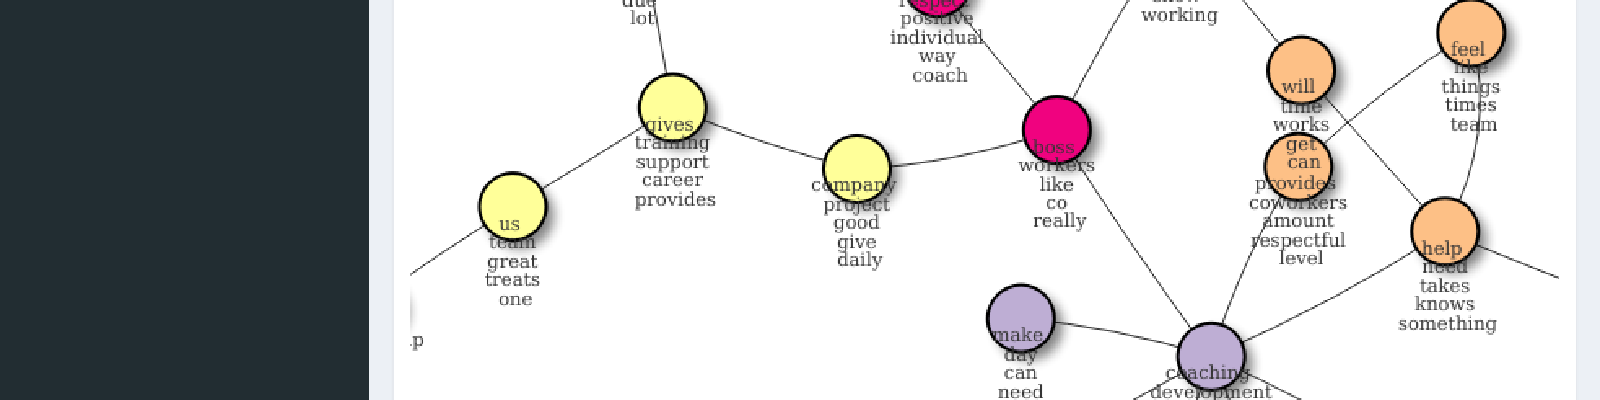 due
lot
respect
positive
individual
way
coach
working
feel
like
things
times
team
will
time
works
get
can
gives
training
support
career
provides
boss
workers
like
co
really
company
project
good
give
daily
provides
coworkers
amount
respectful
level
us
team
great
treats
one
help
need
takes
knows
something
make
day
can
need
coaching
development